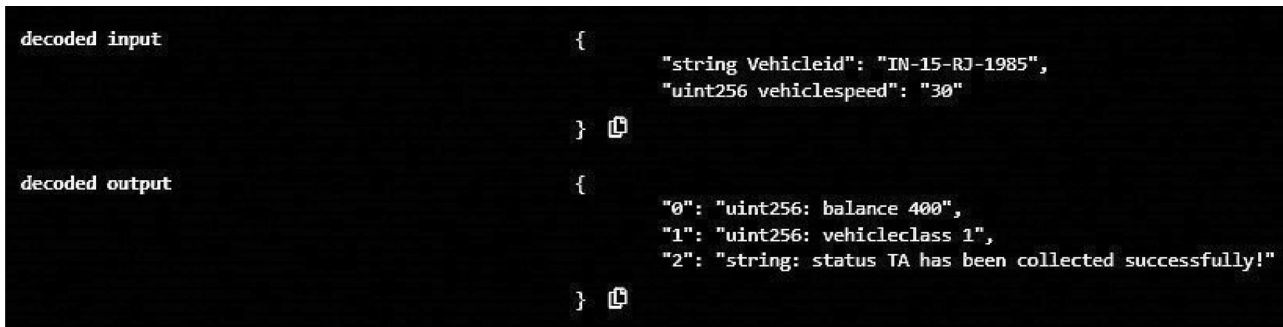 decoded input {
"string Vehicleid": "IN-15-RJ-1985",
"uint256 vehiclespeed": "30"
}
decoded output {
"0": "uint256: balance 400",
"1": "uint256: vehicleclass 1",
"2": "string: status TA has been collected successfully!"
}